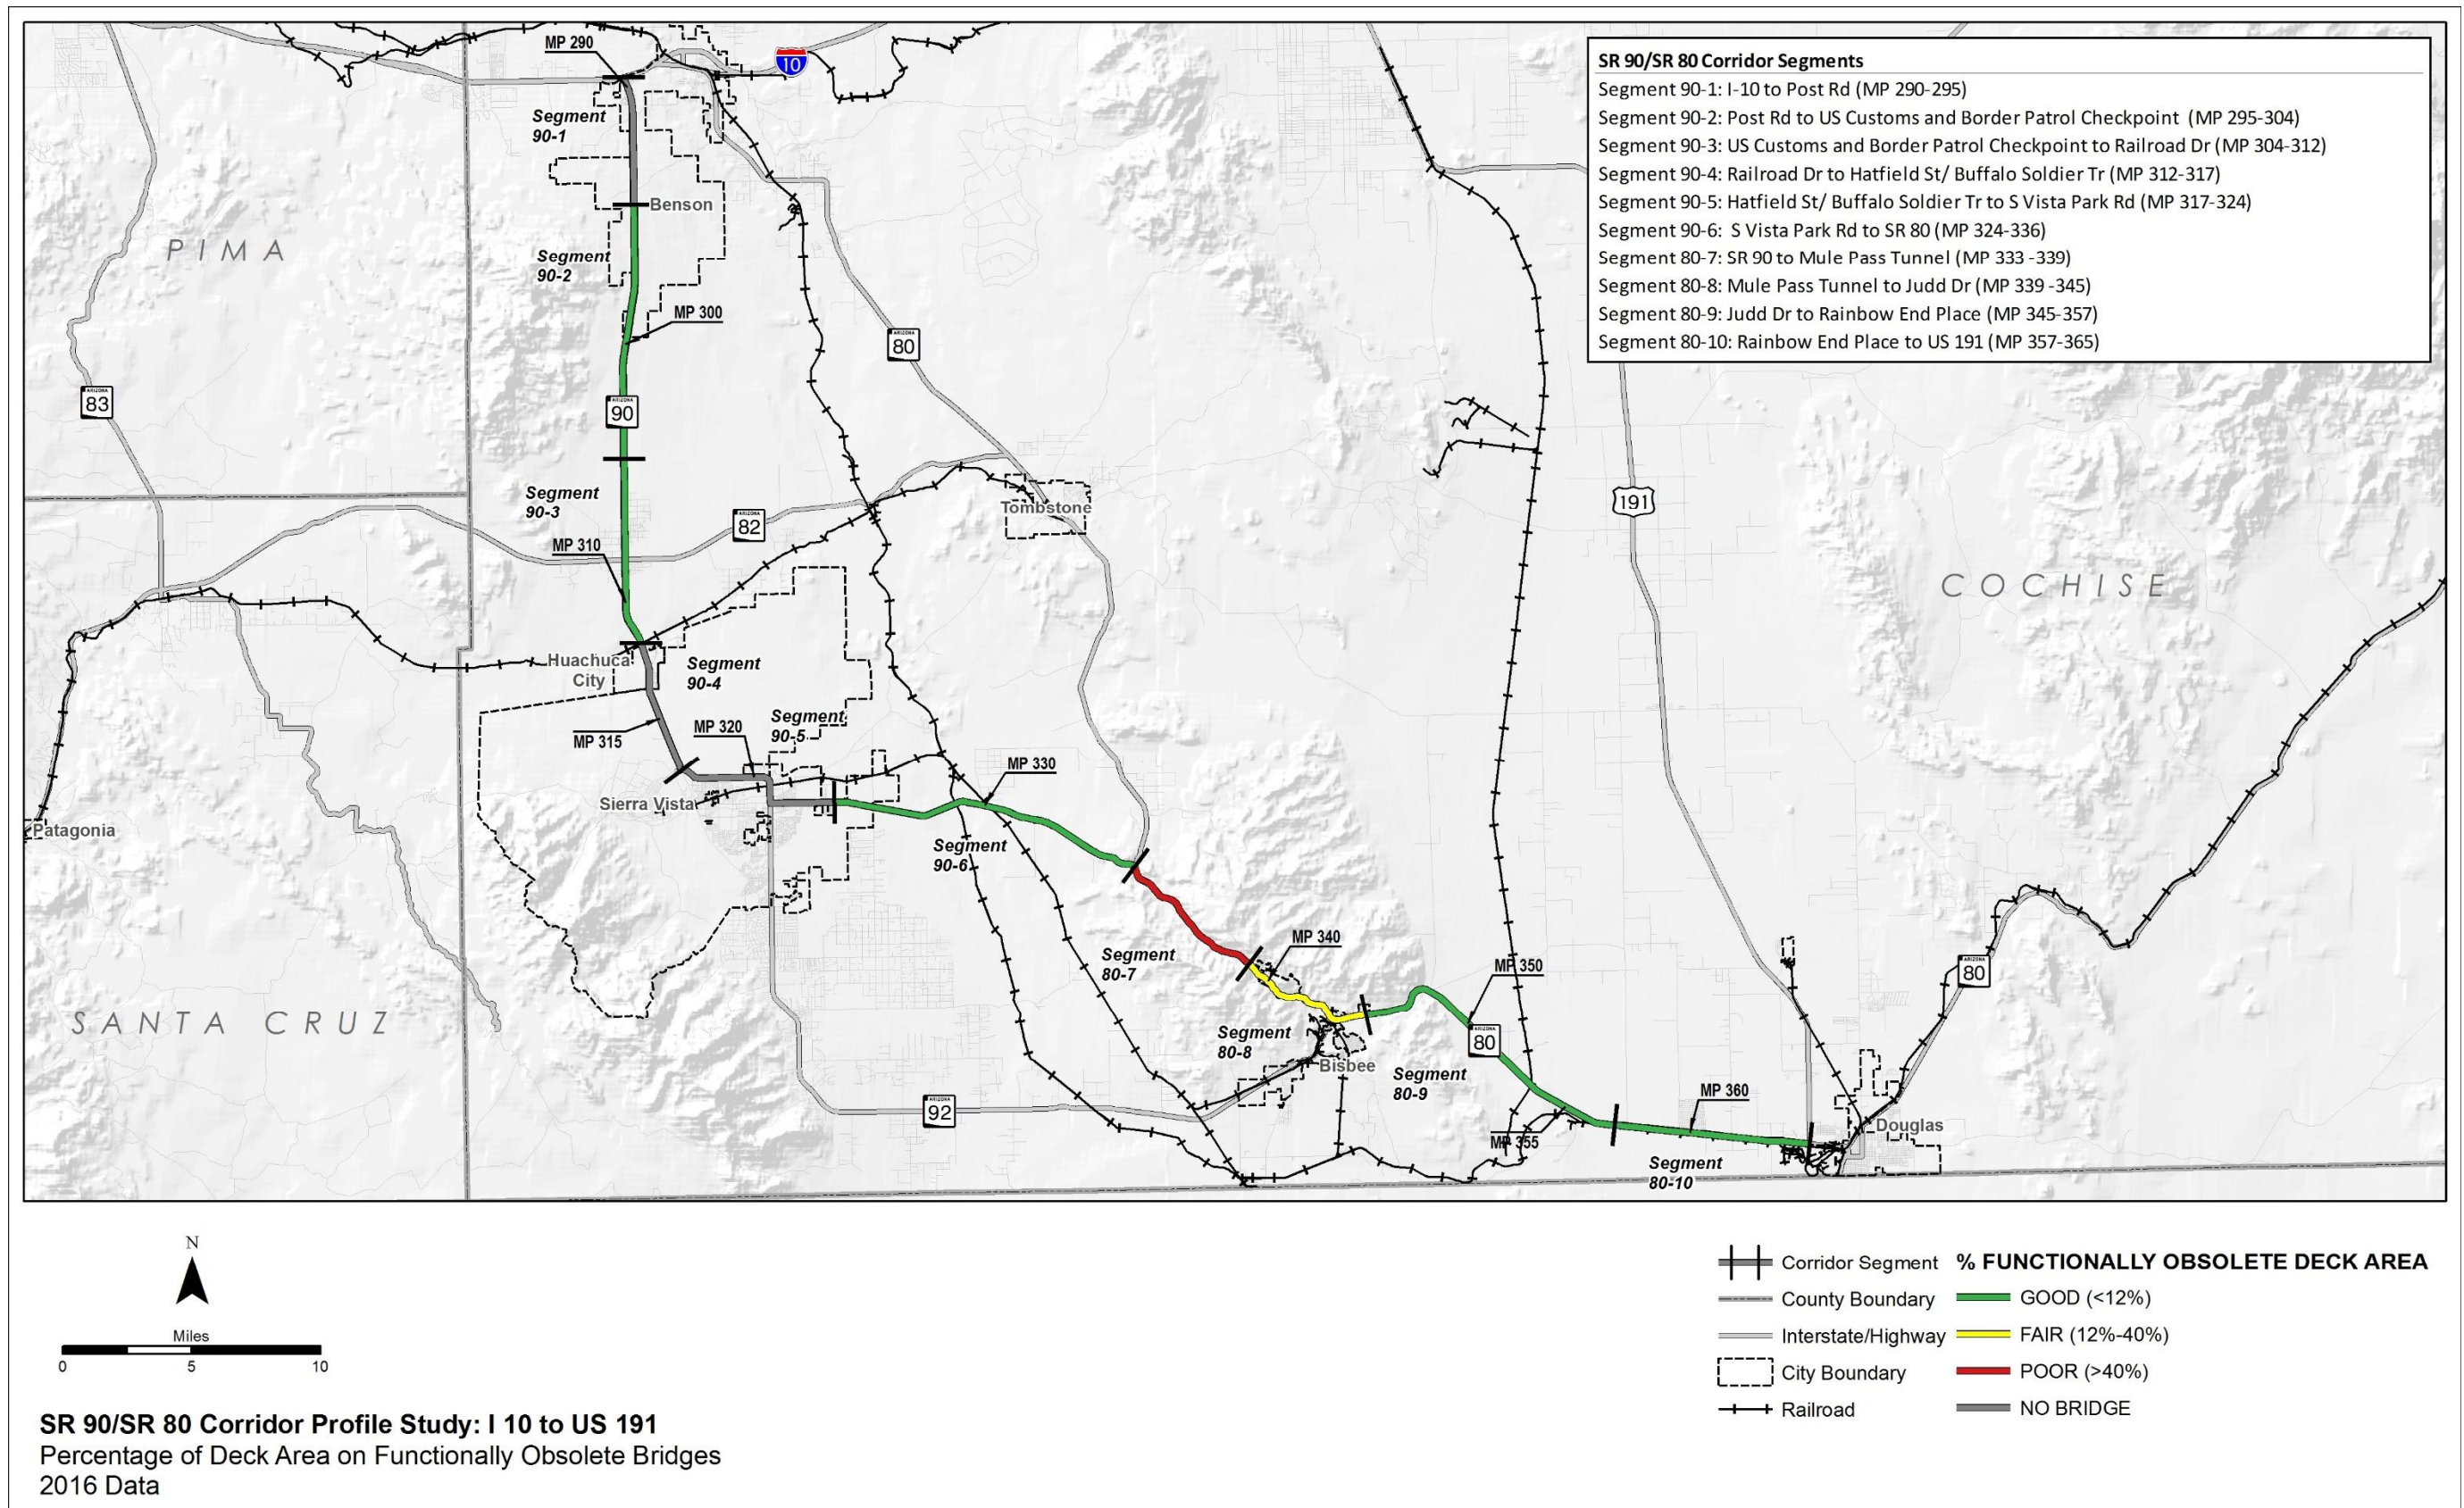 SR 90/SR 80 Corridor Segments
Segment 90-1: I-10 to Post Rd (MP 290-295)
Segment 90-2: Post Rd to US Customs and Border Patrol Checkpoint (MP 295-304)
Segment 90-3: US Customs and Border Patrol Checkpoint to Railroad Dr (MP 304-312)
Segment 90-4: Railroad Dr to Hatfield St/ Buffalo Soldier Tr (MP 312-317)
Segment 90-5: Hatfield St/ Buffalo Soldier Tr to S Vista Park Rd (MP 317-324)
Segment 90-6: S Vista Park Rd to SR 80 (MP 324-336)
Segment 80-7: SR 90 to Mule Pass Tunnel (MP 333 -339)
Segment 80-8: Mule Pass Tunnel to Judd Dr (MP 339 -345)
Segment 80-9: Judd Dr to Rainbow End Place (MP 345-357)
Segment 80-10: Rainbow End Place to US 191 (MP 357-365)
MP 290
10
Segment
90-1
Benson
PIMA
Segment
90-2
MP 300
ARIZONA
80
ARIZONA
83
ARIZONA
90
Segment
90-3
191
Tombstone
ARIZONA
82
MP 310
COCHISE
Huachuca
City
Segment
90-4
Segment
90-5
MP 320
MP 315
MP 330
Sierra Vista
Patagonia
Segment
90-6
MP 340
Segment
80-7
MP 350
ARIZONA
80
SANTA CRUZ
Segment
80-8
ARIZONA
80
Bisbee
Segment
80-9
MP 360
ARIZONA
92
Douglas
MP 355
Segment
80-10
N
Miles
0 5 10
SR 90/SR 80 Corridor Profile Study: I 10 to US 191
Percentage of Deck Area on Functionally Obsolete Bridges
2016 Data
Corridor Segment
County Boundary
Interstate/Highway
City Boundary
Railroad
% FUNCTIONALLY OBSOLETE DECK AREA
GOOD (<12%)
FAIR (12%-40%)
POOR (>40%)
NO BRIDGE